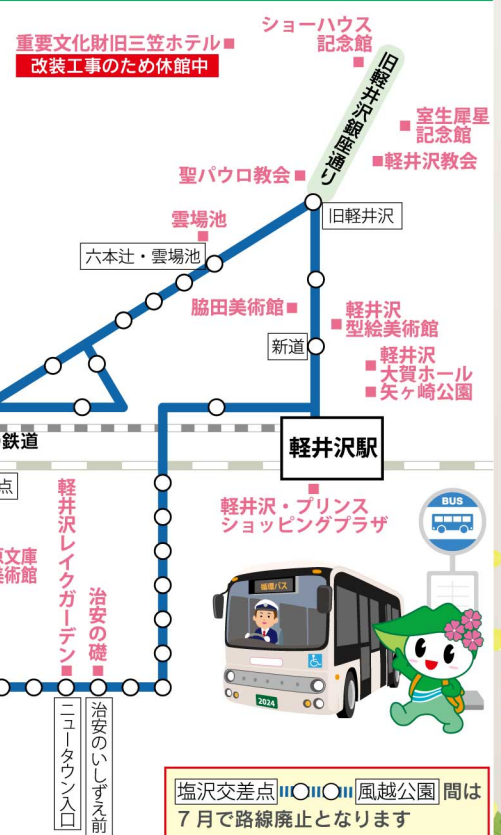 重要文化財旧三笠ホテル
改装工事のため休館中
ショーハウス
記念館
旧軽井沢銀座通り
室生犀星
記念館
軽井沢教会
聖パウロ教会
旧軽井沢
雲場池
六本辻・雲場池
脇田美術館
軽井沢
型絵美術館
新道
軽井沢
大賀ホール
矢ヶ崎公園
鉄道
軽井沢駅
点
軽井沢・プリンス
ショッピングプラザ
BUS
文庫
術館
軽井沢レイクガーデン
治安の礎
循環バス
2024
ニュータウン入口
治安のいしずえ前
塩沢交差点 風越公園 間は
7月で路線廃止となります